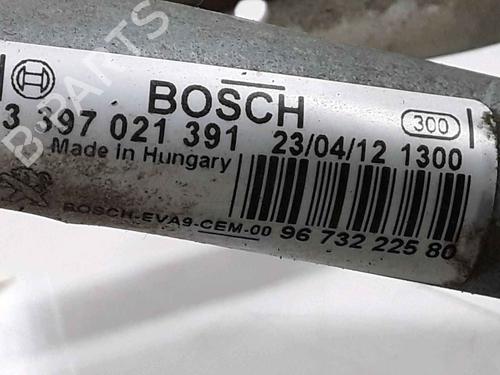 BOSCH
300
3 397 021 391 23/04/12 1300
Made in Hungary
BOSCH-EVA9-CEM-00 96 732 225 80
B-PARTS